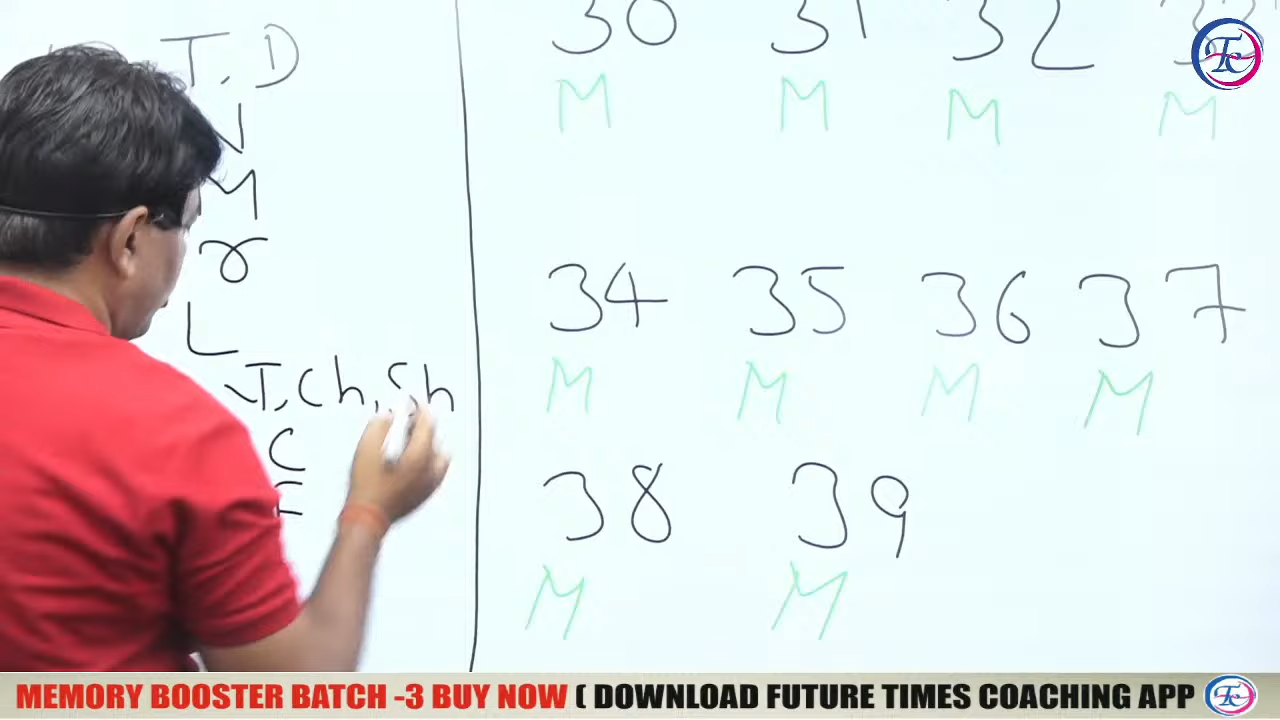 T, D
N
M
r
L
J, Ch, Sh
C
F
30 31 32 33
M M M M
34 35 36 37
M M M M
38 39
M M
MEMORY BOOSTER BATCH -3 BUY NOW ( DOWNLOAD FUTURE TIMES COACHING APP